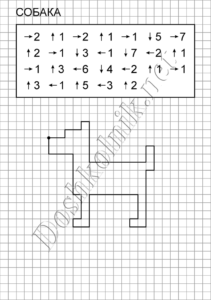 СОБАКА
→2 ↑1 →2 ↑1 →1 ↓5 →7
↑2 →1 ↓3 ←1 ↓7 ←2 ↑1
→1 ↑3 ←6 ↓4 ←2 ↑1 →1
↑3 ←1 ↑5 ←3 ↑2
Doshkolnik.net